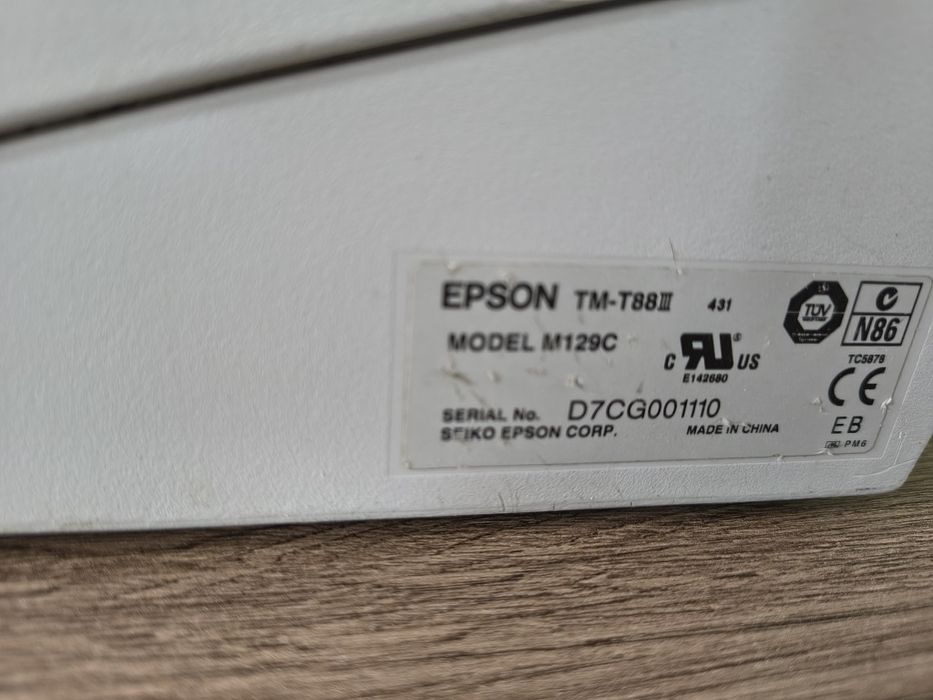 EPSON TM-T88III 431
MODEL M129C
C RU ® US
E142680
SERIAL No. D7CG001110
SEIKO EPSON CORP. MADE IN CHINA
TÜV
N86
TC5878
CE
EB
PM6